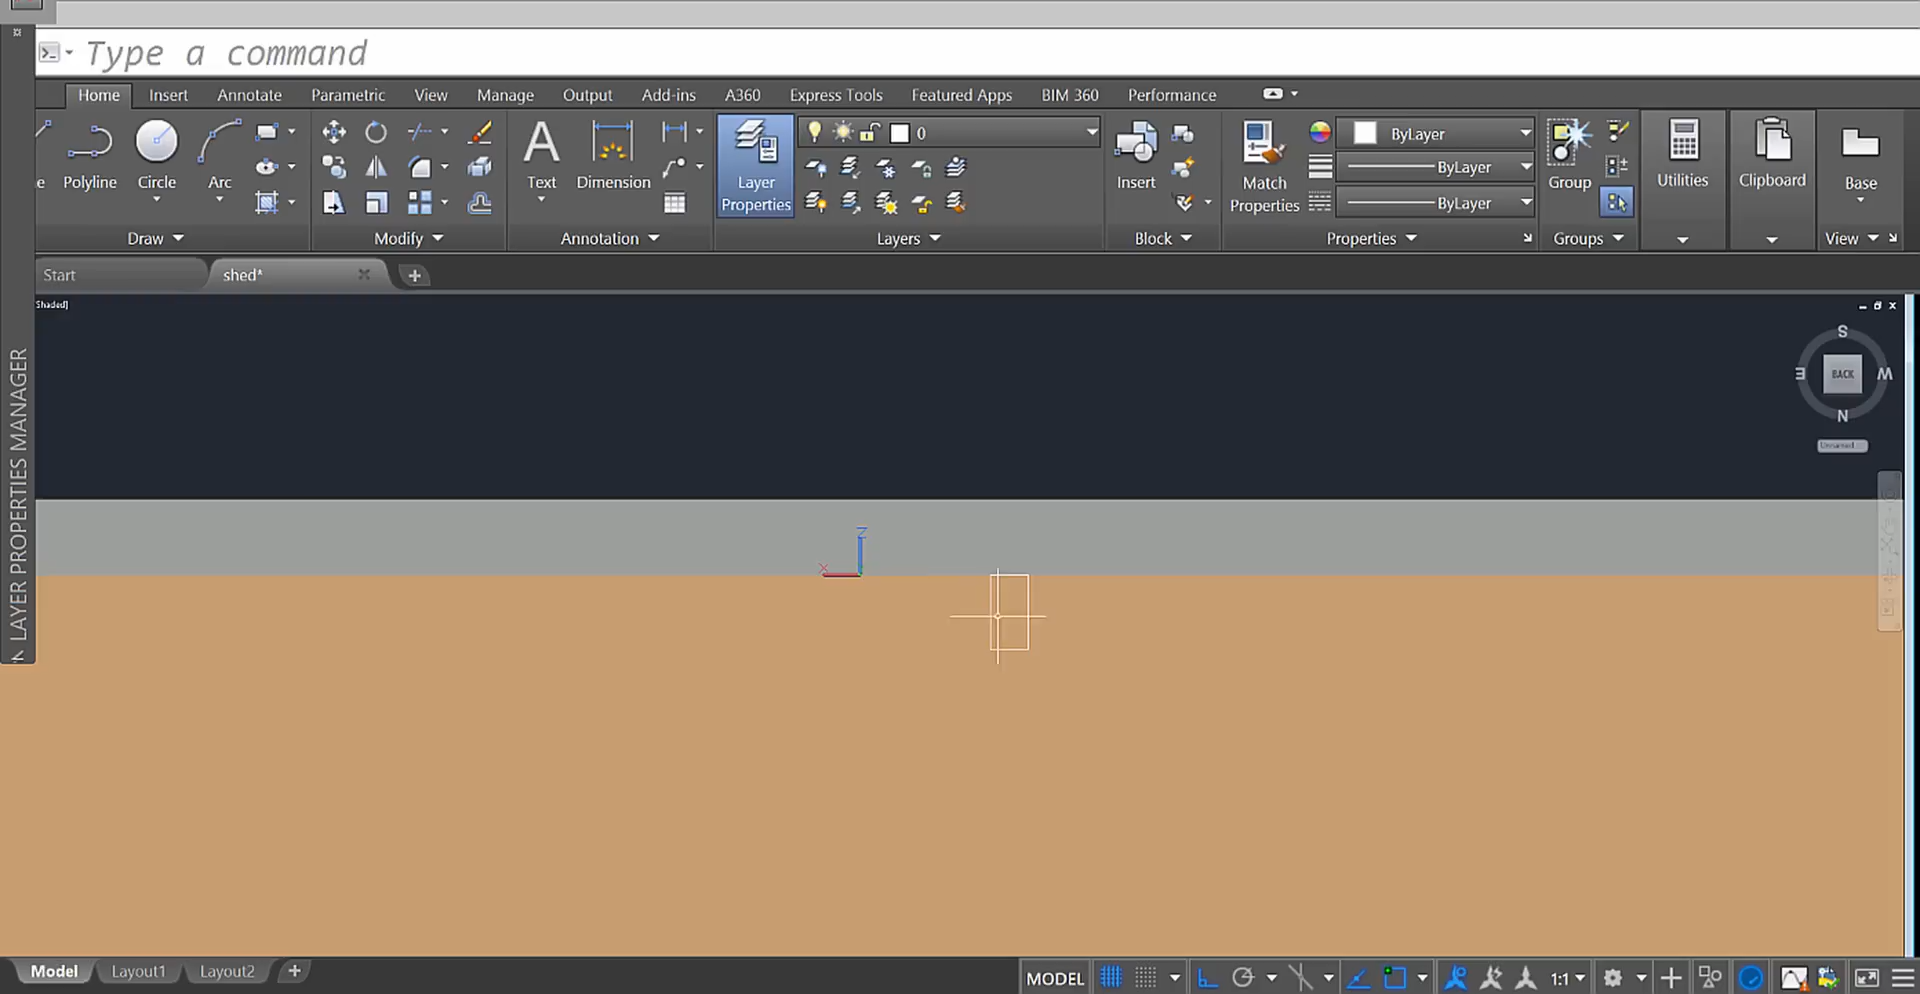 Type a command
Home Insert Annotate Parametric View Manage Output Add-ins A360 Express Tools Featured Apps BIM 360 Performance
0
ByLayer
e Polyline Circle Arc
Text Dimension
Layer Properties
Insert
Match Properties
ByLayer
ByLayer
Group
Utilities
Clipboard
Base
Draw Modify Annotation Layers Block Properties Groups View
Start shed*
Shaded]
S
E BACK W
N
Unnamed
Z
X
LAYER PROPERTIES MANAGER
Model Layout1 Layout2
MODEL 1:1